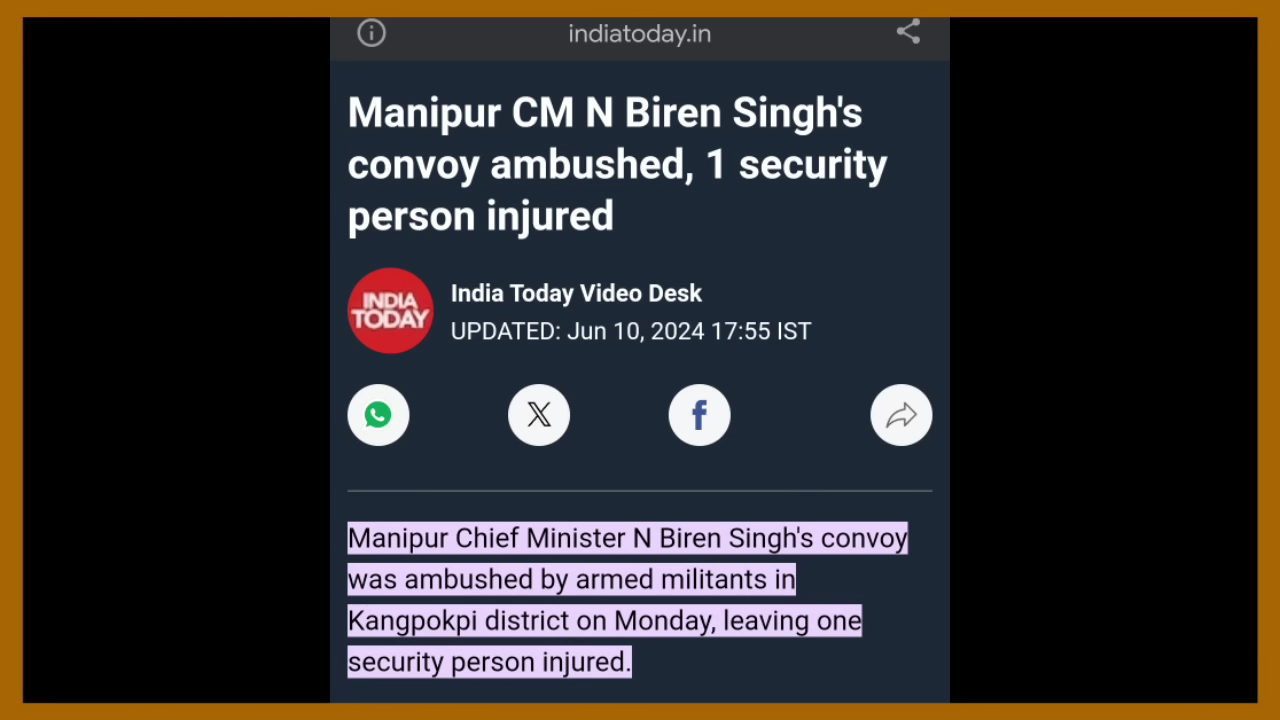 indiatoday.in
Manipur CM N Biren Singh's
convoy ambushed, 1 security
person injured
INDIA
TODAY
India Today Video Desk
UPDATED: Jun 10, 2024 17:55 IST
Manipur Chief Minister N Biren Singh's convoy
was ambushed by armed militants in
Kangpokpi district on Monday, leaving one
security person injured.